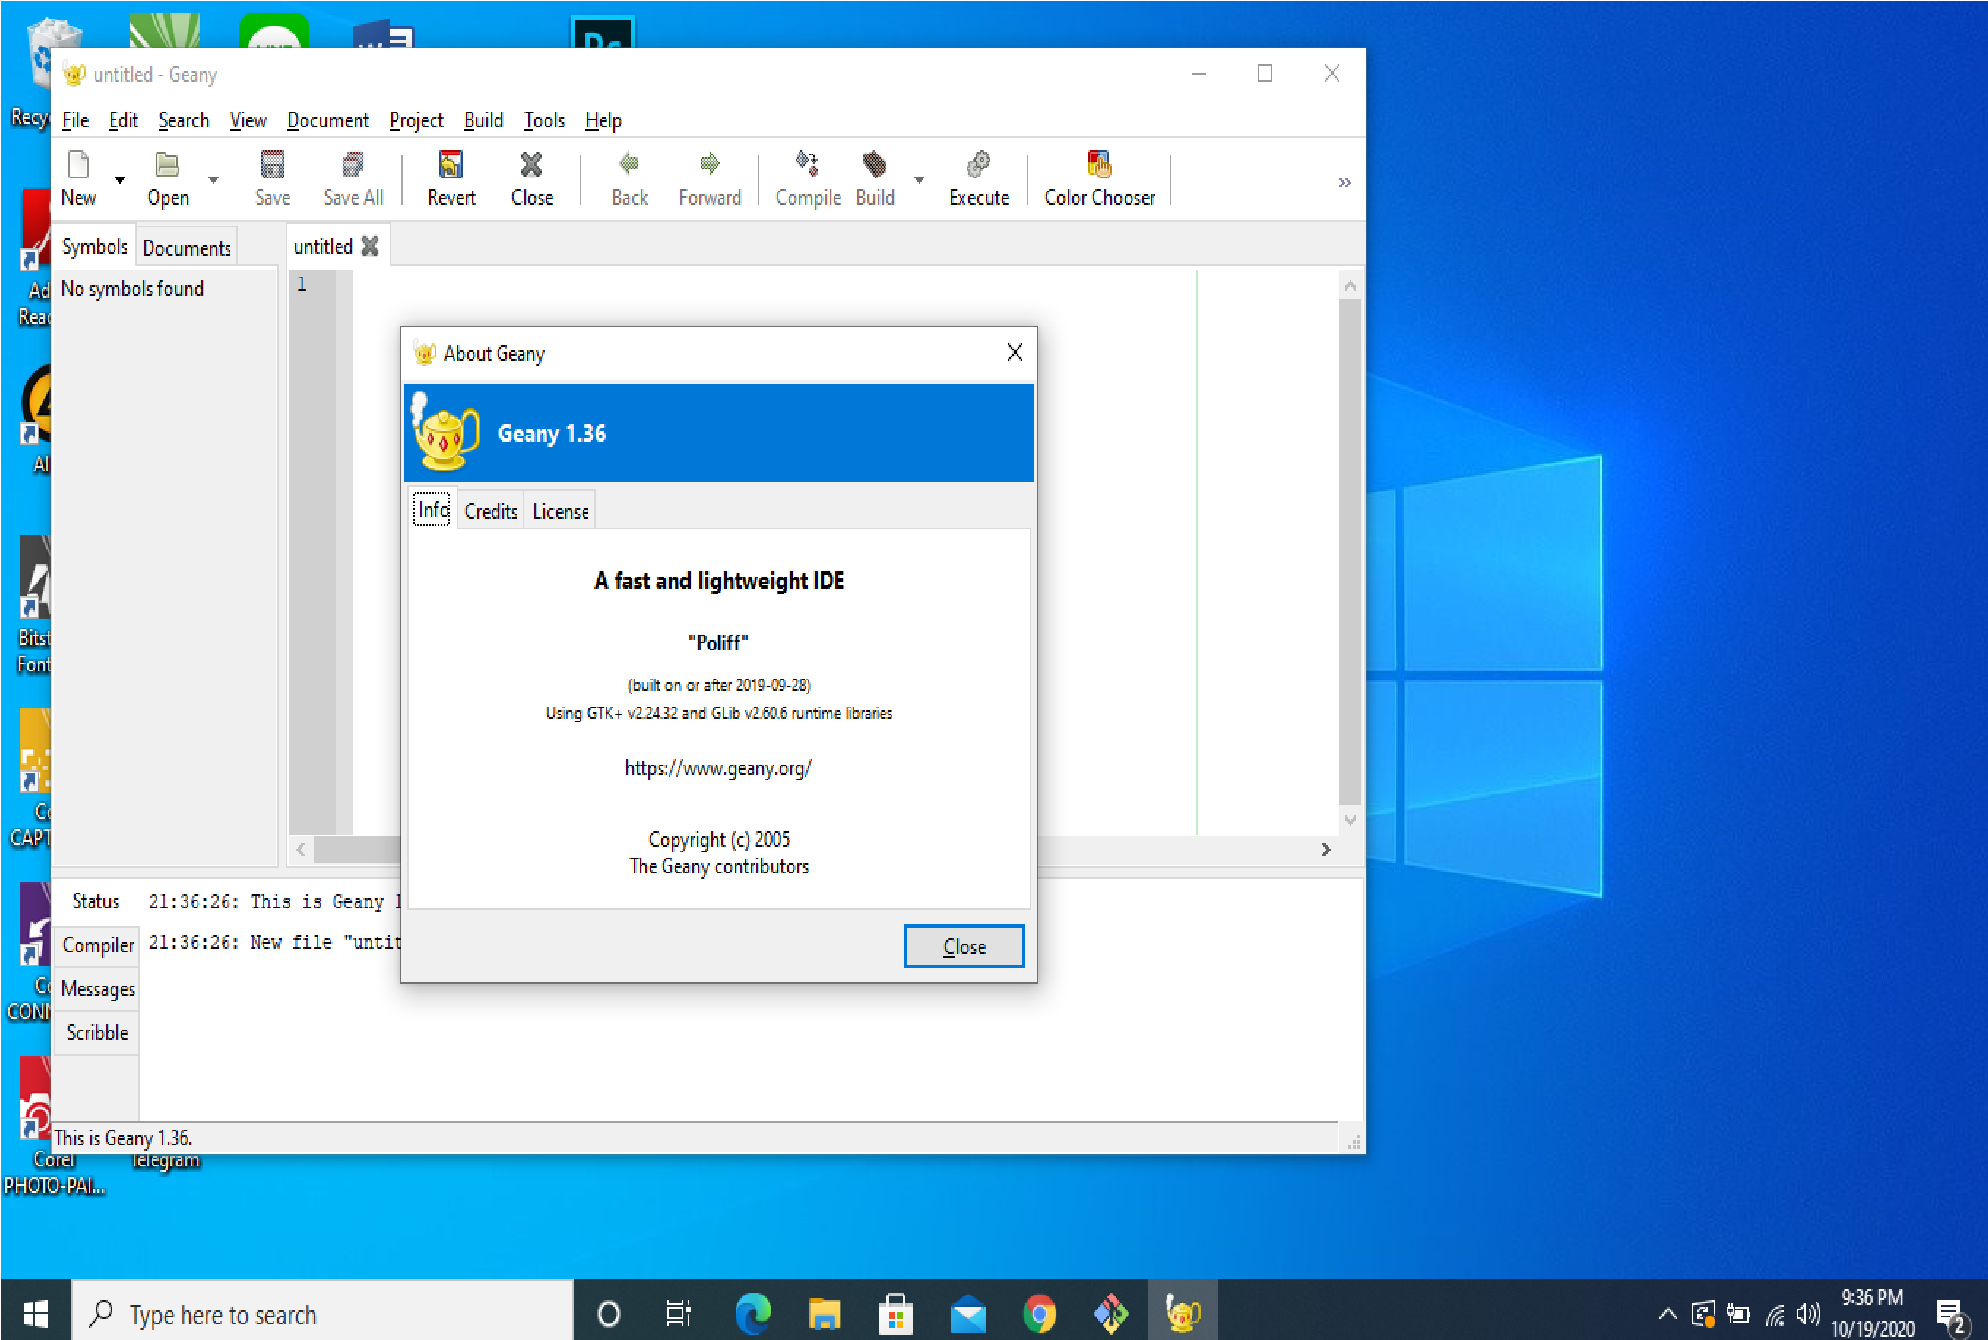 untitled - Geany
File Edit Search View Document Project Build Tools Help
New Open Save Save All Revert Close Back Forward Compile Build Execute Color Chooser »
Symbols Documents untitled
No symbols found
1
About Geany
Geany 1.36
Info Credits License
A fast and lightweight IDE
"Poliff"
(built on or after 2019-09-28)
Using GTK+ v2.24.32 and GLib v2.60.6 runtime libraries
https://www.geany.org/
Copyright (c) 2005
The Geany contributors
Close
Status
Compiler
Messages
Scribble
21:36:26: This is Geany 1
21:36:26: New file "untit
This is Geany 1.36.
Recy
Ad
Read
Al
Bitst
Font
Co
CAPT
Co
CONN
Corel
PHOTO-PAI...
Telegram
Type here to search
9:36 PM
10/19/2020
2